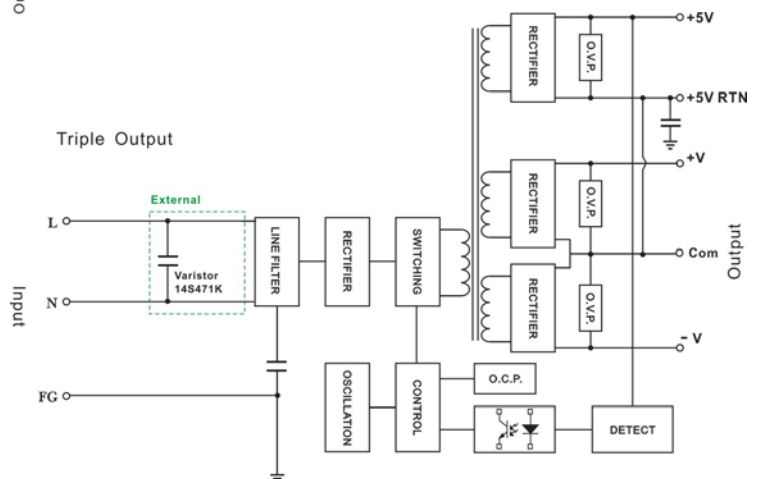 +5V
RECTIFIER
O.V.P.
+5V RTN
Triple Output
+V
External
L
LINE FILTER
RECTIFIER
SWITCHING
RECTIFIER
O.V.P.
Varistor
14S471K
Com
Output
Input
N
RECTIFIER
O.V.P.
- V
FG
OSCILLATION
CONTROL
O.C.P.
DETECT